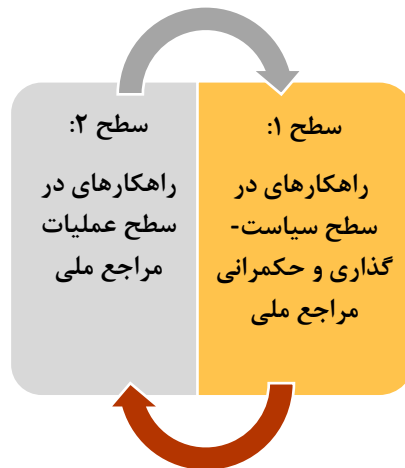 سطح ۱:
راهکارهای در
سطح سیاست-
گذاری و حکمرانی
مراجع ملی
سطح ۲:
راهکارهای در
سطح عملیات
مراجع ملی